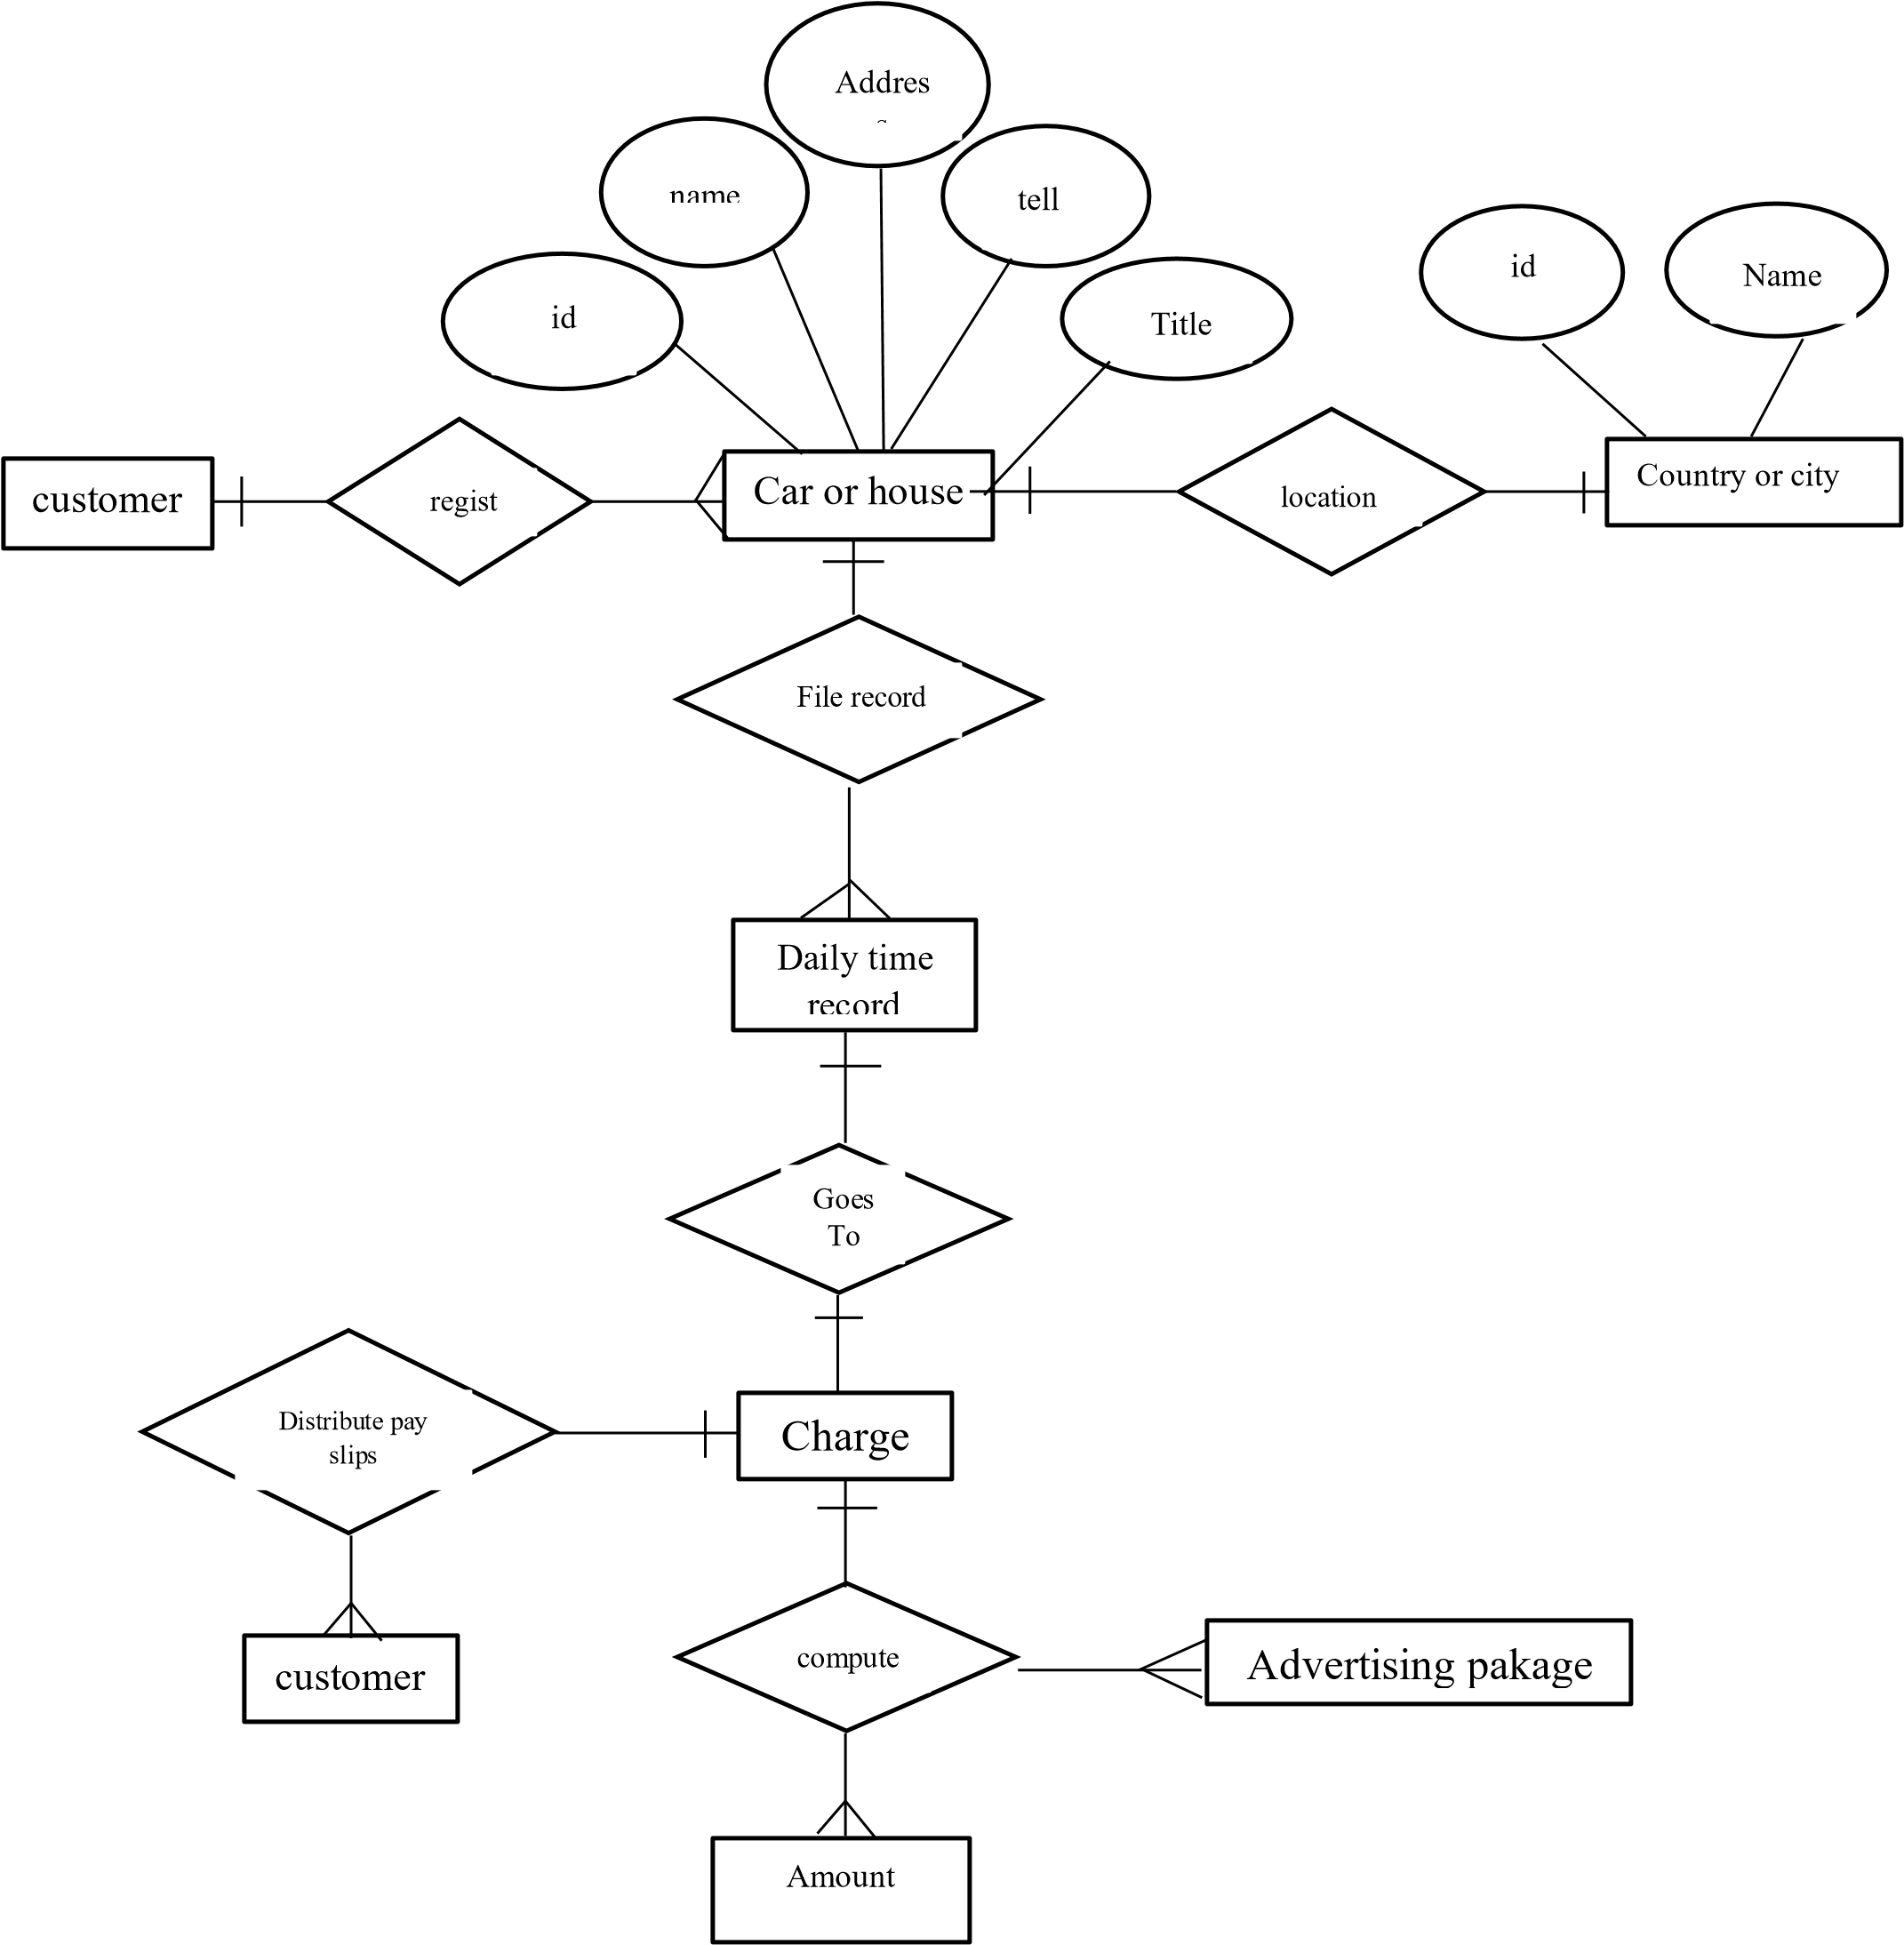 Addres
name
tell
id
Title
id
Name
customer
regist
Car or house
location
Country or city
File record
Daily time
record
Goes
To
Distribute pay
slips
Charge
customer
compute
Advertising pakage
Amount